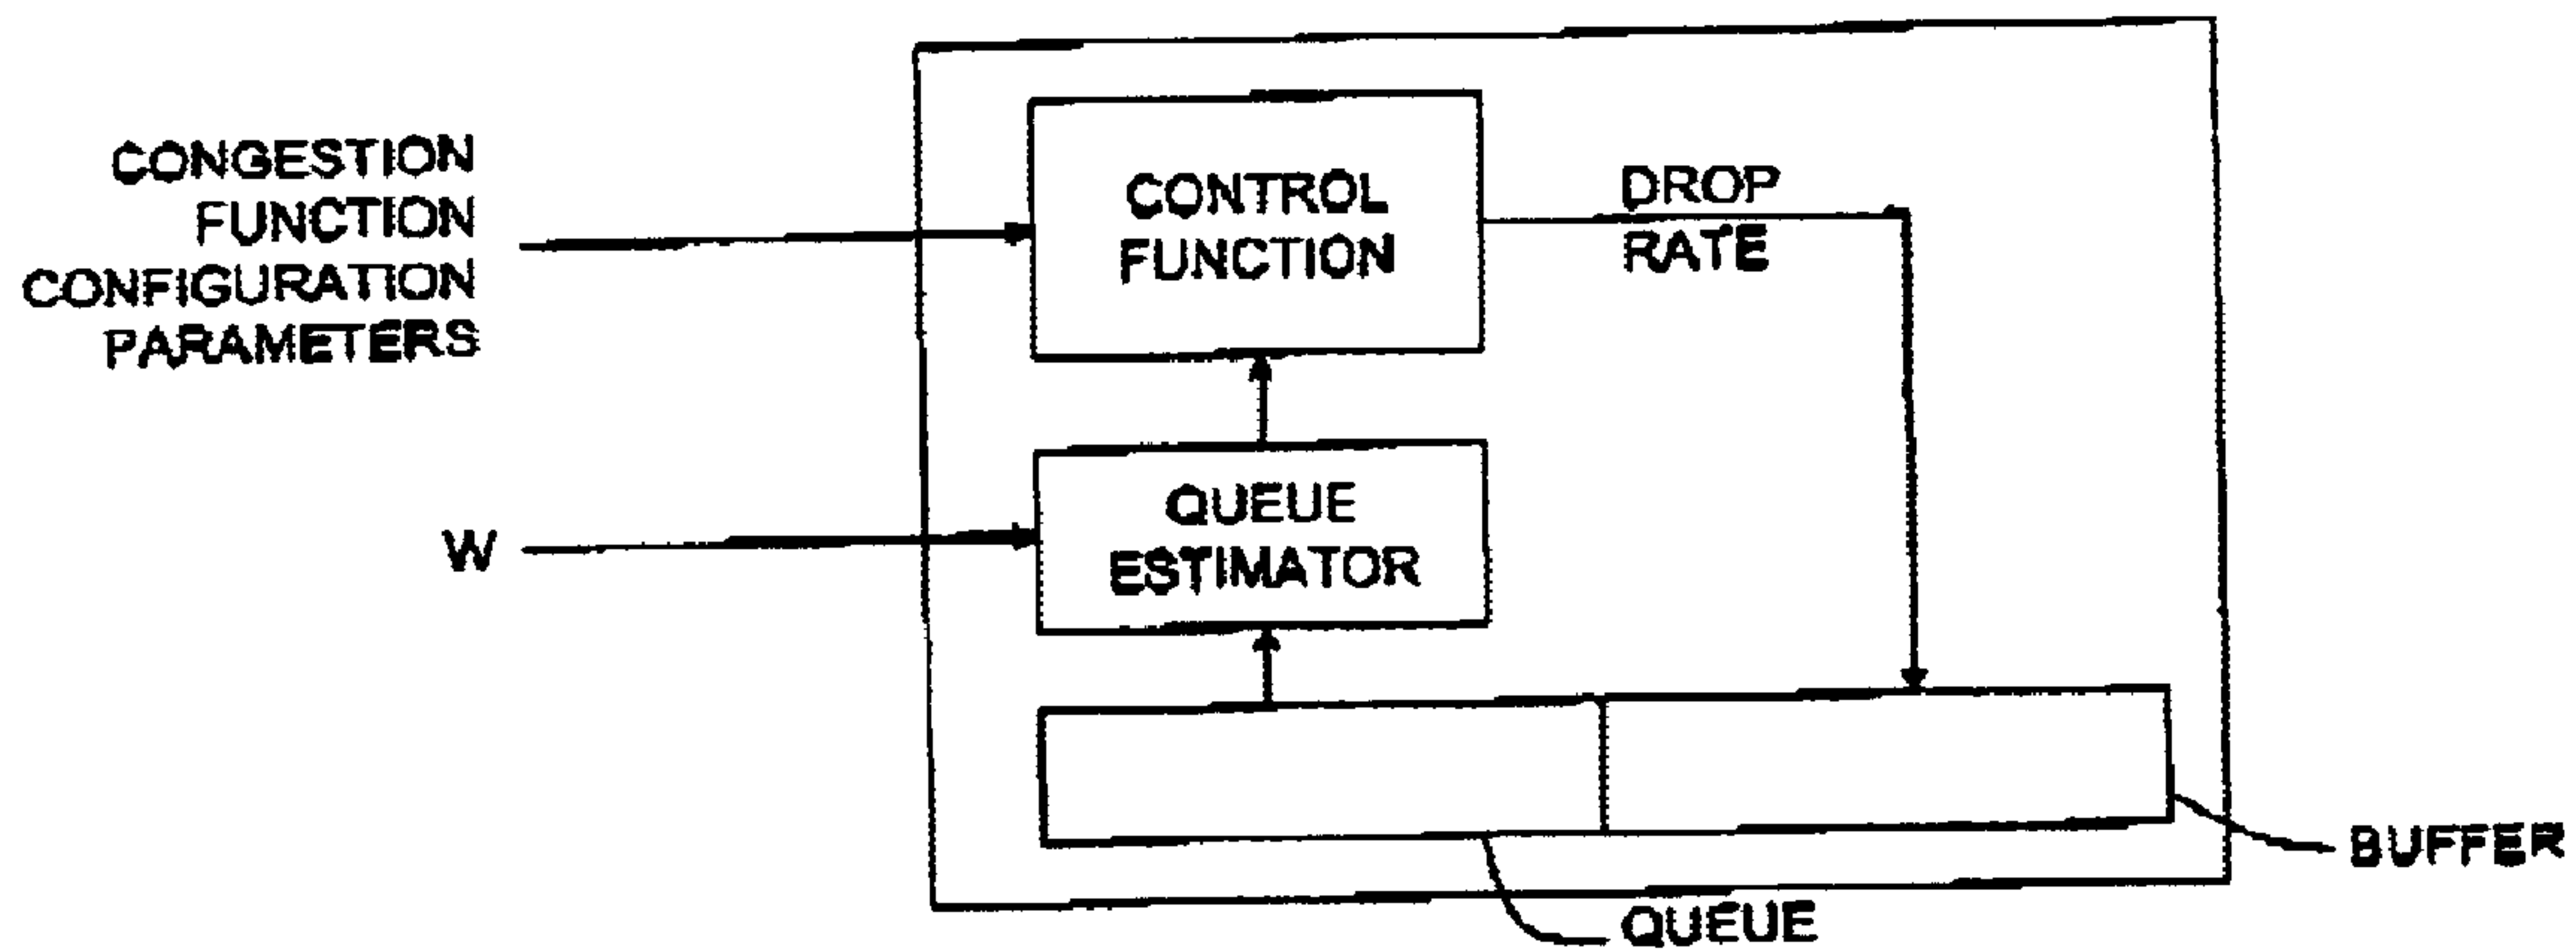 CONGESTION
FUNCTION
CONFIGURATION
PARAMETERS
CONTROL
FUNCTION
DROP
RATE
W
QUEUE
ESTIMATOR
BUFFER
QUEUE